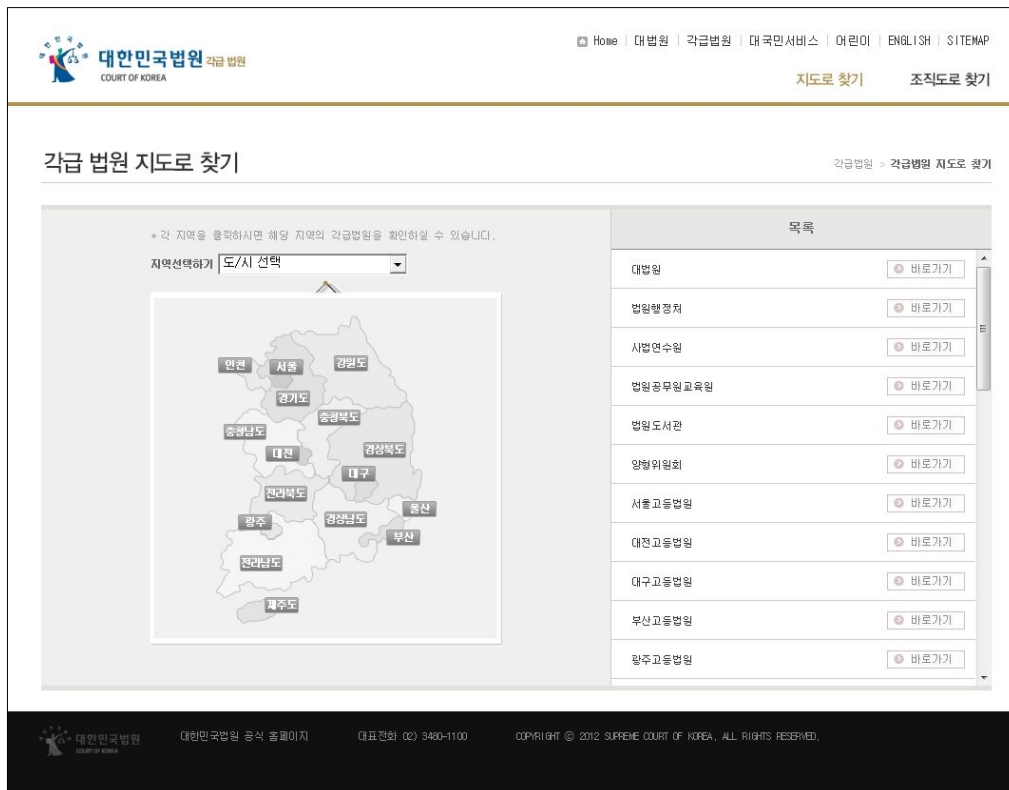 대한민국법원 각급 법원
COURT OF KOREA
Home | 대법원 | 각급법원 | 대국민서비스 | 어린이 | ENGLISH | SITEMAP
지도로 찾기 조직도로 찾기
각급 법원 지도로 찾기
각급법원 > 각급법원 지도로 찾기
* 각 지역을 클릭하시면 해당 지역의 각급법원을 확인하실 수 있습니다.
지역선택하기 도/시 선택
인천 서울 강원도
경기도
충청북도
충청남도
대전 경상북도
대구
전라북도
울산
광주 경상남도
부산
전라남도
제주도
목록
대법원 바로가기
법원행정처 바로가기
사법연수원 바로가기
법원공무원교육원 바로가기
법원도서관 바로가기
양형위원회 바로가기
서울고등법원 바로가기
대전고등법원 바로가기
대구고등법원 바로가기
부산고등법원 바로가기
광주고등법원 바로가기
대한민국법원
COURT OF KOREA
대한민국법원 공식 홈페이지 대표전화 02) 3480-1100 COPYRIGHT ⓒ 2012 SUPREME COURT OF KOREA, ALL RIGHTS RESERVED.